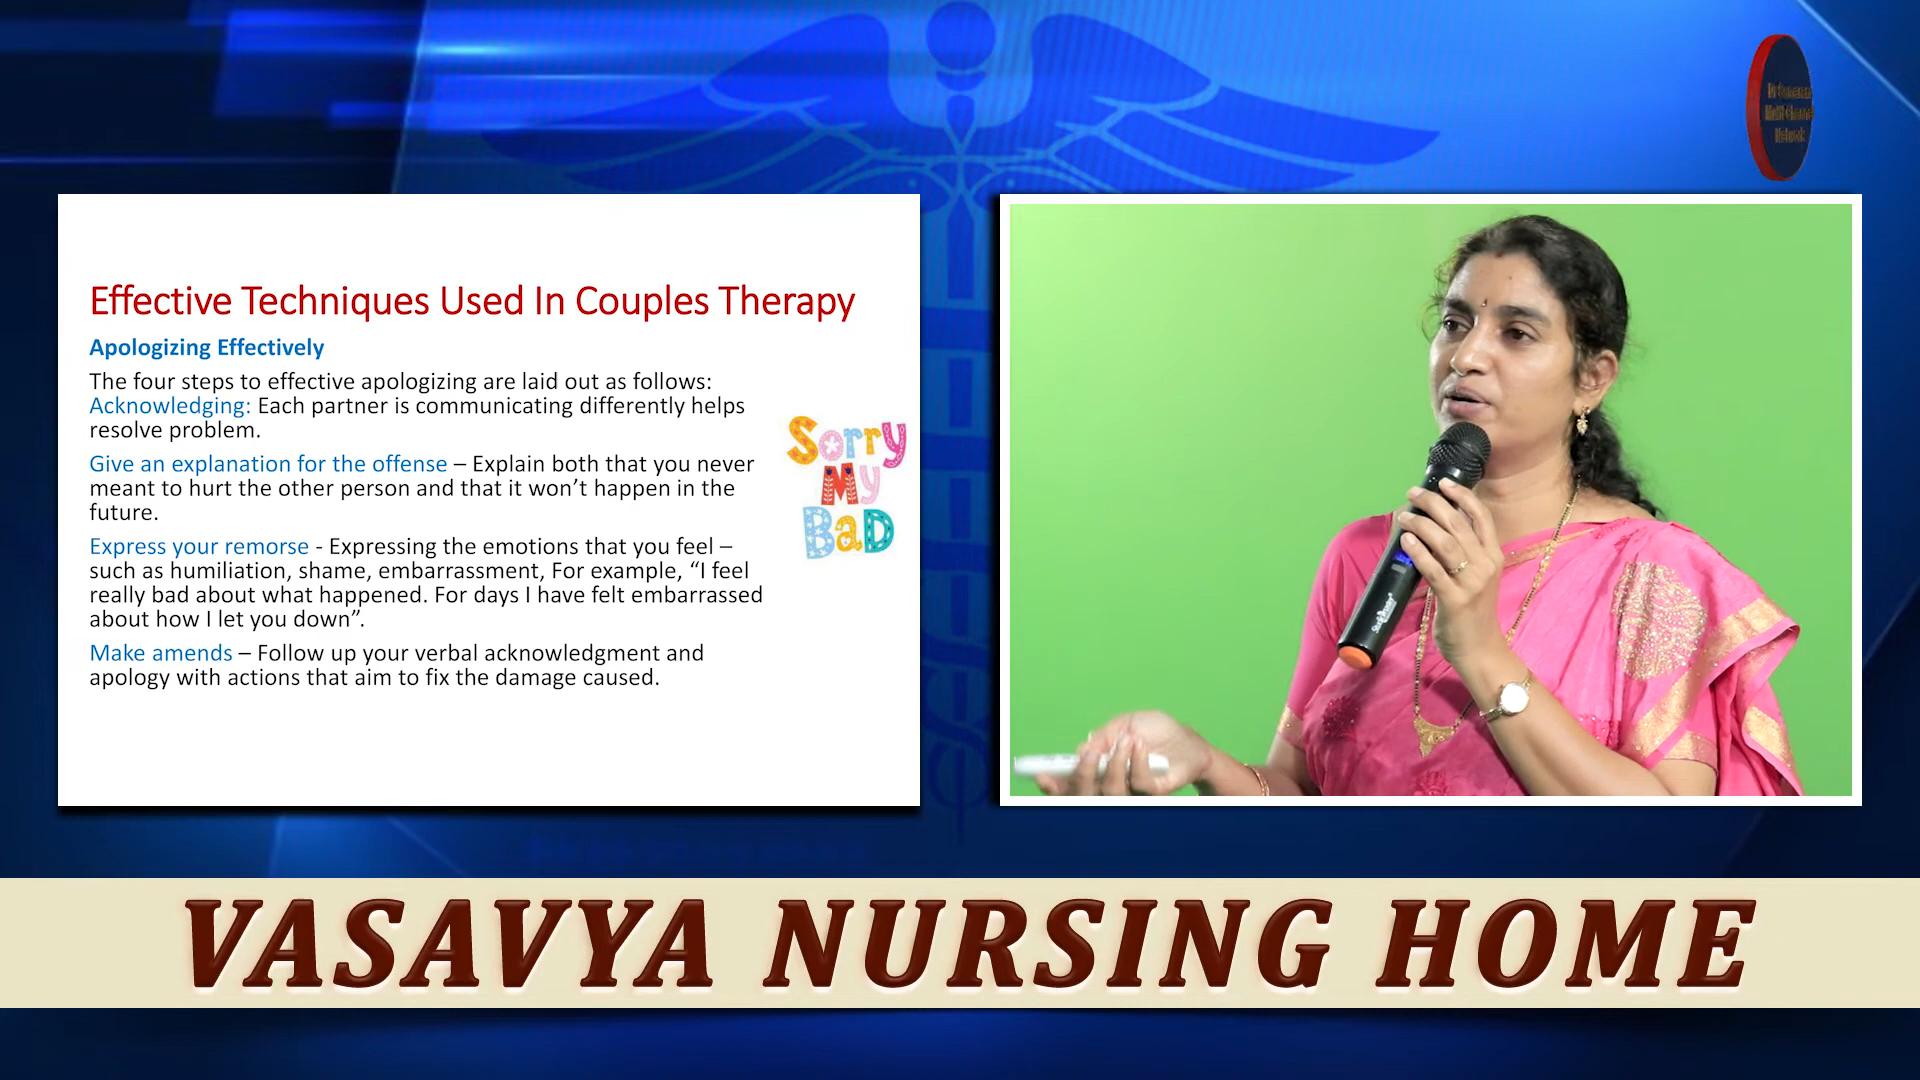 Effective Techniques Used In Couples Therapy
Apologizing Effectively
The four steps to effective apologizing are laid out as follows:
Acknowledging: Each partner is communicating differently helps
resolve problem.
Give an explanation for the offense – Explain both that you never
meant to hurt the other person and that it won’t happen in the
future.
Express your remorse - Expressing the emotions that you feel –
such as humiliation, shame, embarrassment, For example, “I feel
really bad about what happened. For days I have felt embarrassed
about how I let you down”.
Make amends – Follow up your verbal acknowledgment and
apology with actions that aim to fix the damage caused.
Sorry
My
BaD
Network
VASAVYA NURSING HOME